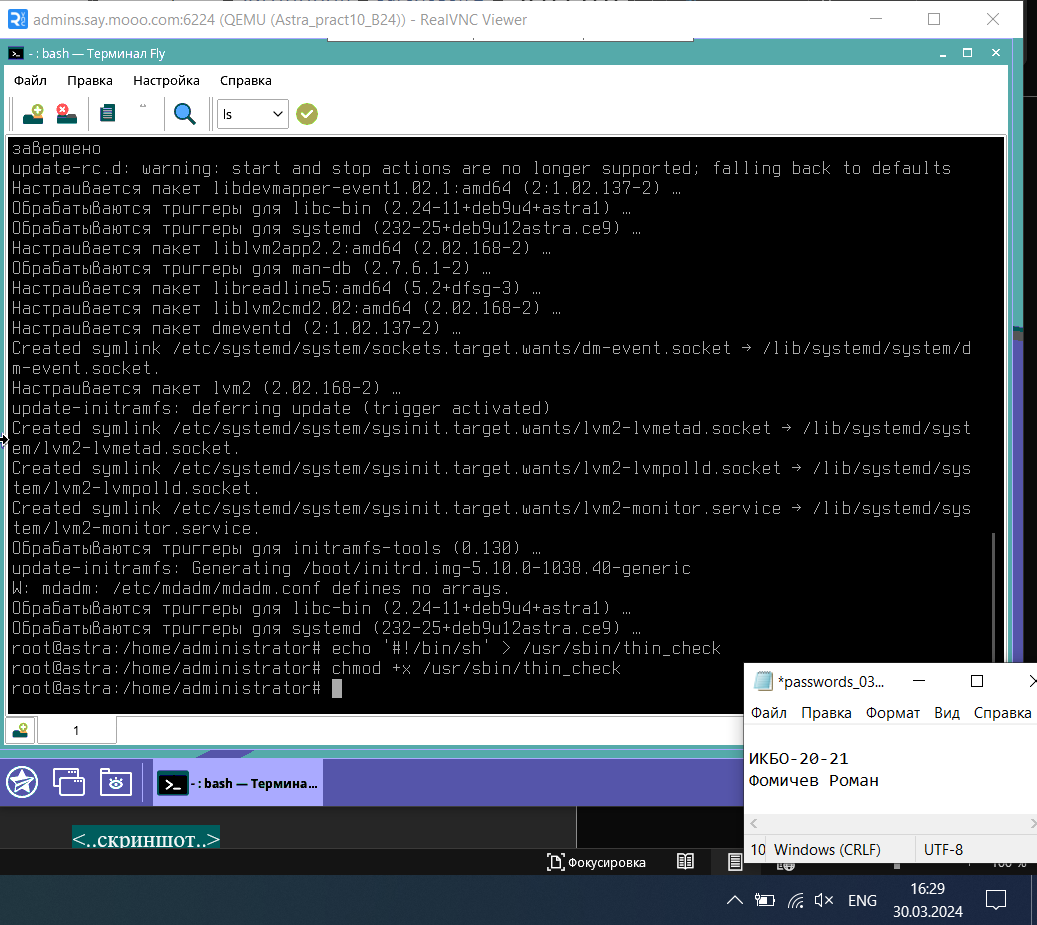 admins.say.mooo.com:6224 (QEMU (Astra_pract10_B24)) - RealVNC Viewer
- : bash — Терминал Fly
Файл Правка Настройка Справка
ls
завершено
update-rc.d: warning: start and stop actions are no longer supported; falling back to defaults
Настраивается пакет libdevmapper-event1.02.1:amd64 (2:1.02.137-2) …
Обрабатываются триггеры для libc-bin (2.24-11+deb9u4+astra1) …
Обрабатываются триггеры для systemd (232-25+deb9u12astra.ce9) …
Настраивается пакет liblvm2app2.2:amd64 (2.02.168-2) …
Обрабатываются триггеры для man-db (2.7.6.1-2) …
Настраивается пакет libreadline5:amd64 (5.2+dfsg-3) …
Настраивается пакет liblvm2cmd2.02:amd64 (2.02.168-2) …
Настраивается пакет dmeventd (2:1.02.137-2) …
Created symlink /etc/systemd/system/sockets.target.wants/dm-event.socket → /lib/systemd/system/d
m-event.socket.
Настраивается пакет lvm2 (2.02.168-2) …
update-initramfs: deferring update (trigger activated)
Created symlink /etc/systemd/system/sysinit.target.wants/lvm2-lvmetad.socket → /lib/systemd/syst
em/lvm2-lvmetad.socket.
Created symlink /etc/systemd/system/sysinit.target.wants/lvm2-lvmpolld.socket → /lib/systemd/sys
tem/lvm2-lvmpolld.socket.
Created symlink /etc/systemd/system/sysinit.target.wants/lvm2-monitor.service → /lib/systemd/sys
tem/lvm2-monitor.service.
Обрабатываются триггеры для initramfs-tools (0.130) …
update-initramfs: Generating /boot/initrd.img-5.10.0-1038.40-generic
W: mdadm: /etc/mdadm/mdadm.conf defines no arrays.
Обрабатываются триггеры для libc-bin (2.24-11+deb9u4+astra1) …
Обрабатываются триггеры для systemd (232-25+deb9u12astra.ce9) …
root@astra:/home/administrator# echo '#!/bin/sh' > /usr/sbin/thin_check
root@astra:/home/administrator# chmod +x /usr/sbin/thin_check
root@astra:/home/administrator#
1
- : bash — Термина...
*passwords_03...
Файл Правка Формат Вид Справка
ИКБО-20-21
Фомичев Роман
10 Windows (CRLF) UTF-8
<..скриншот..>
Фокусировка
ENG
16:29
30.03.2024